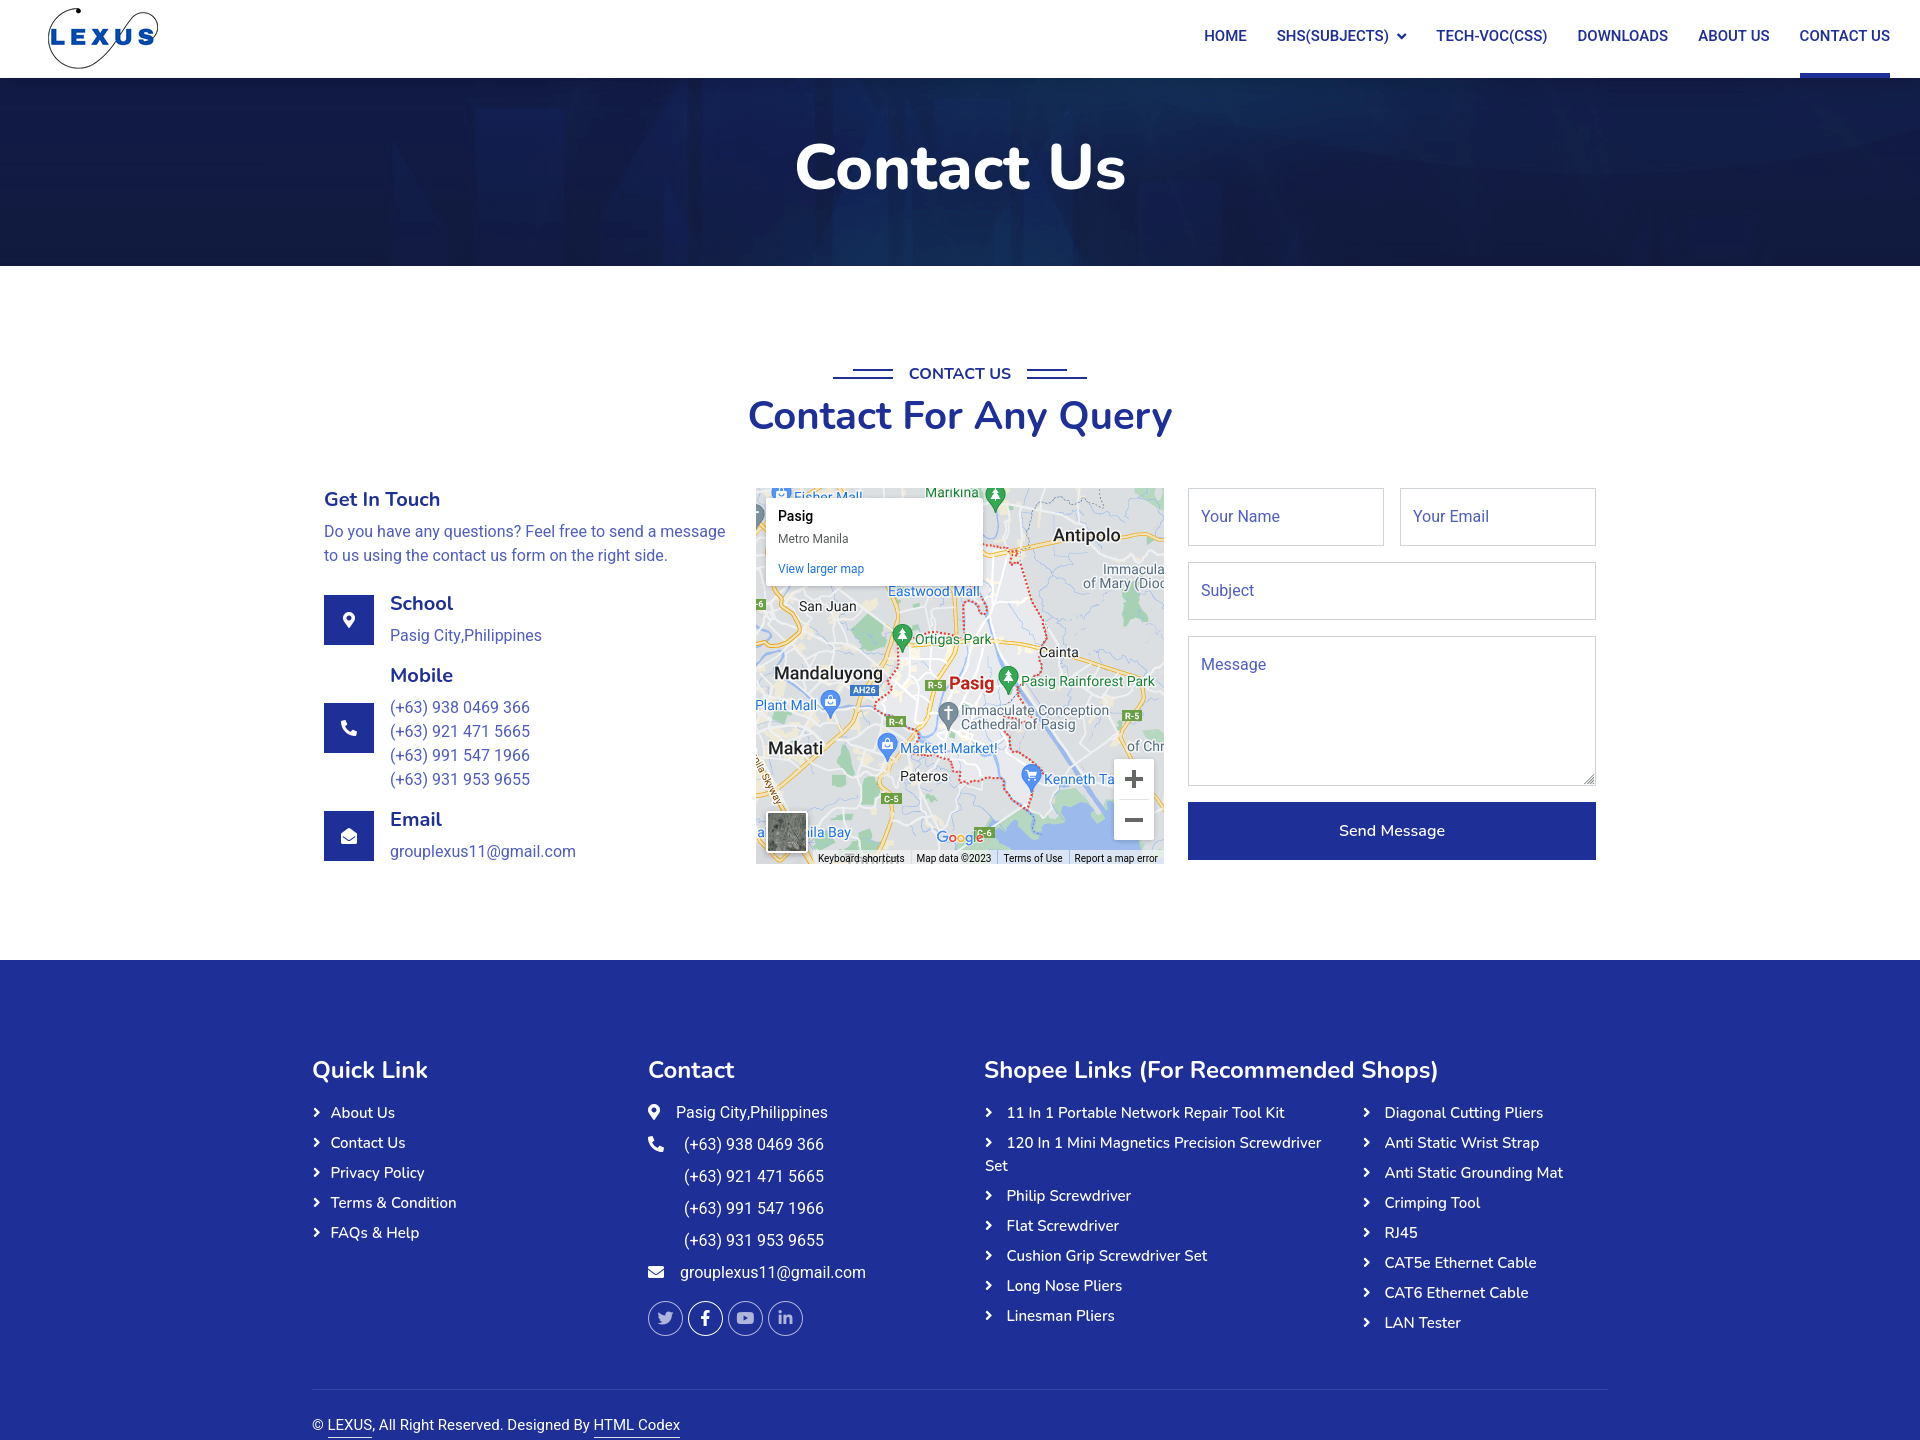 LEXUS
HOME
SHS(SUBJECTS)
TECH-VOC(CSS)
DOWNLOADS
ABOUT US
CONTACT US
Contact Us
CONTACT US
Contact For Any Query
Get In Touch
Do you have any questions? Feel free to send a message
to us using the contact us form on the right side.
School
Pasig City,Philippines
Mobile
(+63) 938 0469 366
(+63) 921 471 5665
(+63) 991 547 1966
(+63) 931 953 9655
Email
grouplexus11@gmail.com
Fisher Mall
Marikina
Pasig
Metro Manila
View larger map
Antipolo
Immacula
of Mary (Dioc
Eastwood Mall
San Juan
Ortigas Park
Cainta
Mandaluyong
AH26
R-5
Pasig
Pasig Rainforest Park
Plant Mall
Immaculate Conception
Cathedral of Pasig
R-4
R-5
Makati
Market! Market!
of Chr
Pateros
Kenneth Ta
Skyway
C-5
C-6
Bay
Google
Keyboard shortcuts
Map data ©2023
Terms of Use
Report a map error
Your Name
Your Email
Subject
Message
Send Message
Quick Link
About Us
Contact Us
Privacy Policy
Terms & Condition
FAQs & Help
Contact
Pasig City,Philippines
(+63) 938 0469 366
(+63) 921 471 5665
(+63) 991 547 1966
(+63) 931 953 9655
grouplexus11@gmail.com
Shopee Links (For Recommended Shops)
11 In 1 Portable Network Repair Tool Kit
120 In 1 Mini Magnetics Precision Screwdriver
Set
Philip Screwdriver
Flat Screwdriver
Cushion Grip Screwdriver Set
Long Nose Pliers
Linesman Pliers
Diagonal Cutting Pliers
Anti Static Wrist Strap
Anti Static Grounding Mat
Crimping Tool
RJ45
CAT5e Ethernet Cable
CAT6 Ethernet Cable
LAN Tester
© LEXUS, All Right Reserved. Designed By HTML Codex